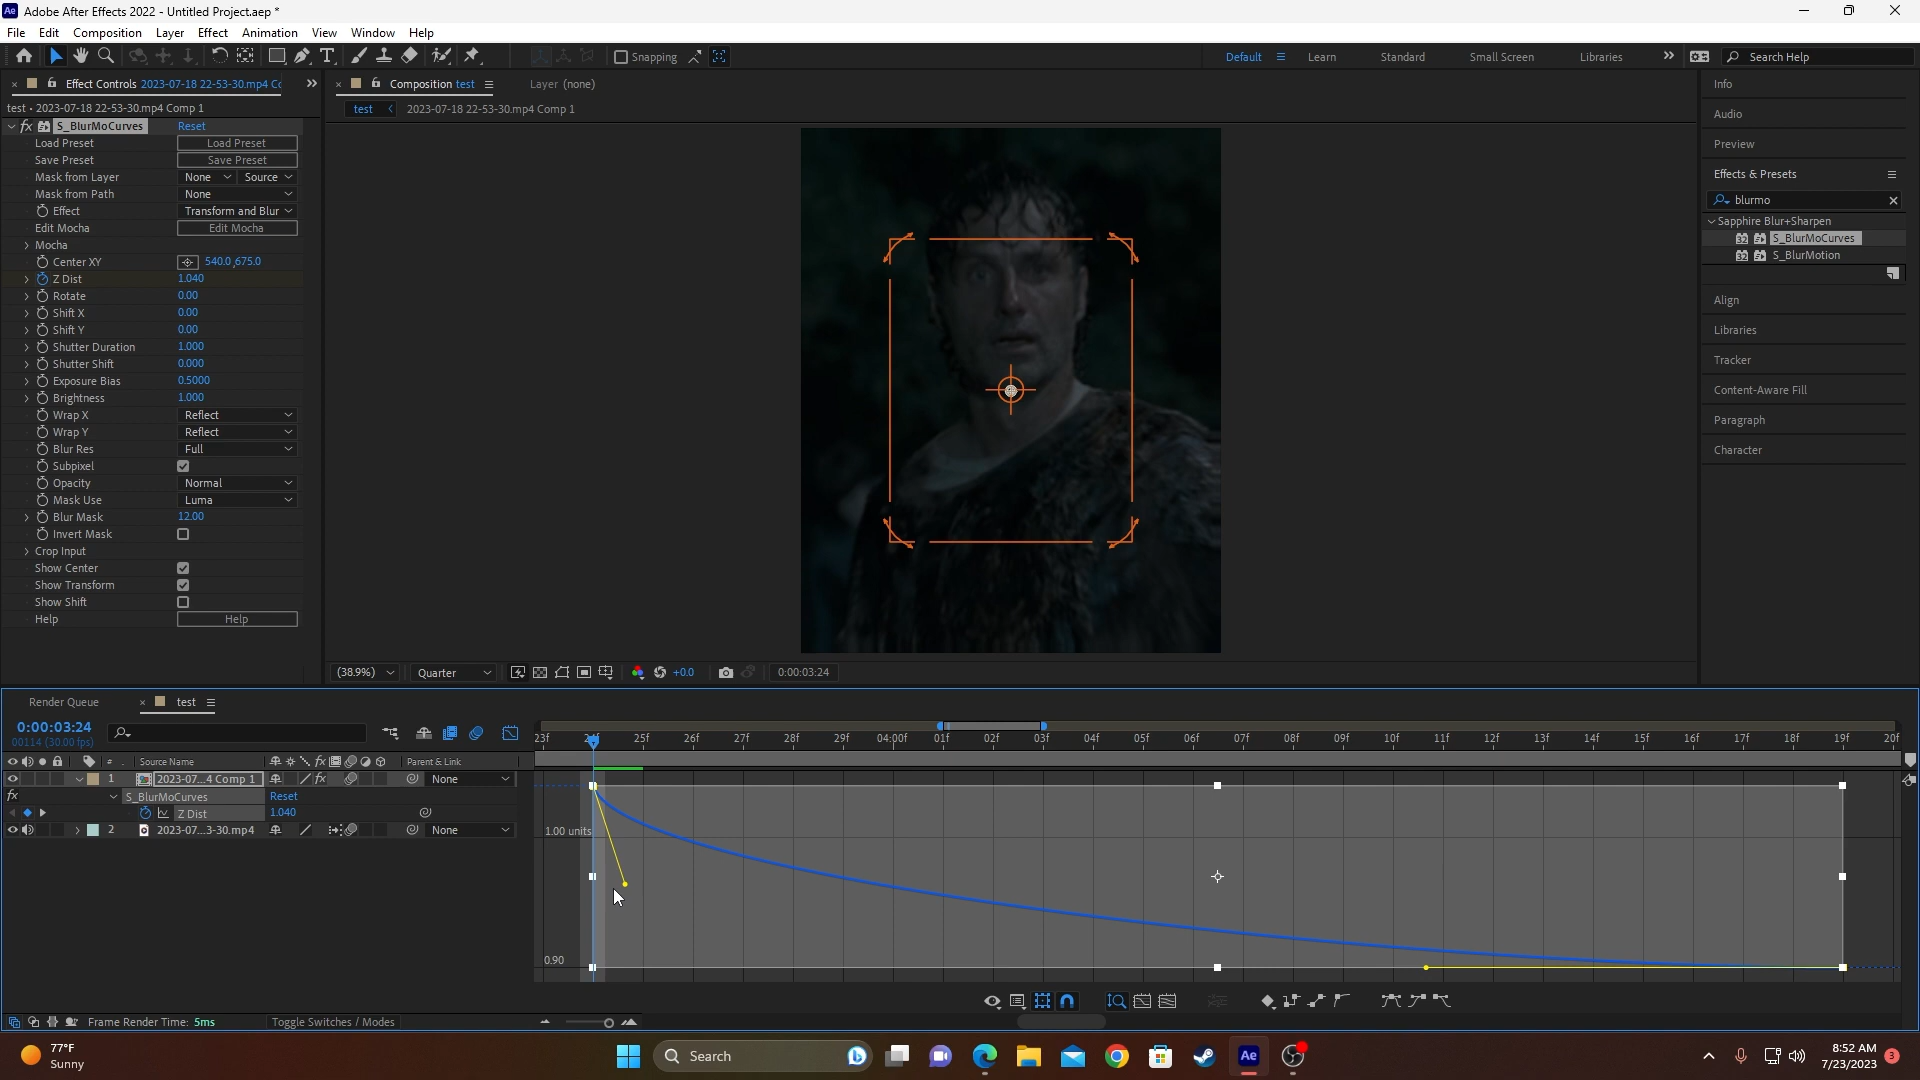 Ae Adobe After Effects 2022 - Untitled Project.aep *
File Edit Composition Layer Effect Animation View Window Help
Snapping Default Learn Standard Small Screen Libraries Search Help
Effect Controls 2023-07-18 22-53-30.mp4 Cc
test • 2023-07-18 22-53-30.mp4 Comp 1
fx S_BlurMoCurves Reset
Load Preset Load Preset
Save Preset Save Preset
Mask from Layer None Source
Mask from Path None
Effect Transform and Blur
Edit Mocha Edit Mocha
Mocha
Center XY 540.0,675.0
Z Dist 1.040
Rotate 0.00
Shift X 0.00
Shift Y 0.00
Shutter Duration 1.000
Shutter Shift 0.000
Exposure Bias 0.5000
Brightness 1.000
Wrap X Reflect
Wrap Y Reflect
Blur Res Full
Subpixel
Opacity Normal
Mask Use Luma
Blur Mask 12.00
Invert Mask
Crop Input
Show Center
Show Transform
Show Shift
Help Help
Composition test Layer (none)
test 2023-07-18 22-53-30.mp4 Comp 1
(38.9%) Quarter +0.0 0:00:03:24
Info
Audio
Preview
Effects & Presets
blurmo
Sapphire Blur+Sharpen
32 S_BlurMoCurves
32 S_BlurMotion
Align
Libraries
Tracker
Content-Aware Fill
Paragraph
Character
Render Queue test
0:00:03:24
00114 (30.00 fps)
23f 24f 25f 26f 27f 28f 29f 04:00f 01f 02f 03f 04f 05f 06f 07f 08f 09f 10f 11f 12f 13f 14f 15f 16f 17f 18f 19f 20f
# Source Name fx Parent & Link
1 2023-07...4 Comp 1 fx None
fx S_BlurMoCurves Reset
Z Dist 1.040
2 2023-07...3-30.mp4 None
1.00 units
0.90
Frame Render Time: 5ms Toggle Switches / Modes
77°F
Sunny
Search
Ae
8:52 AM
7/23/2023
3